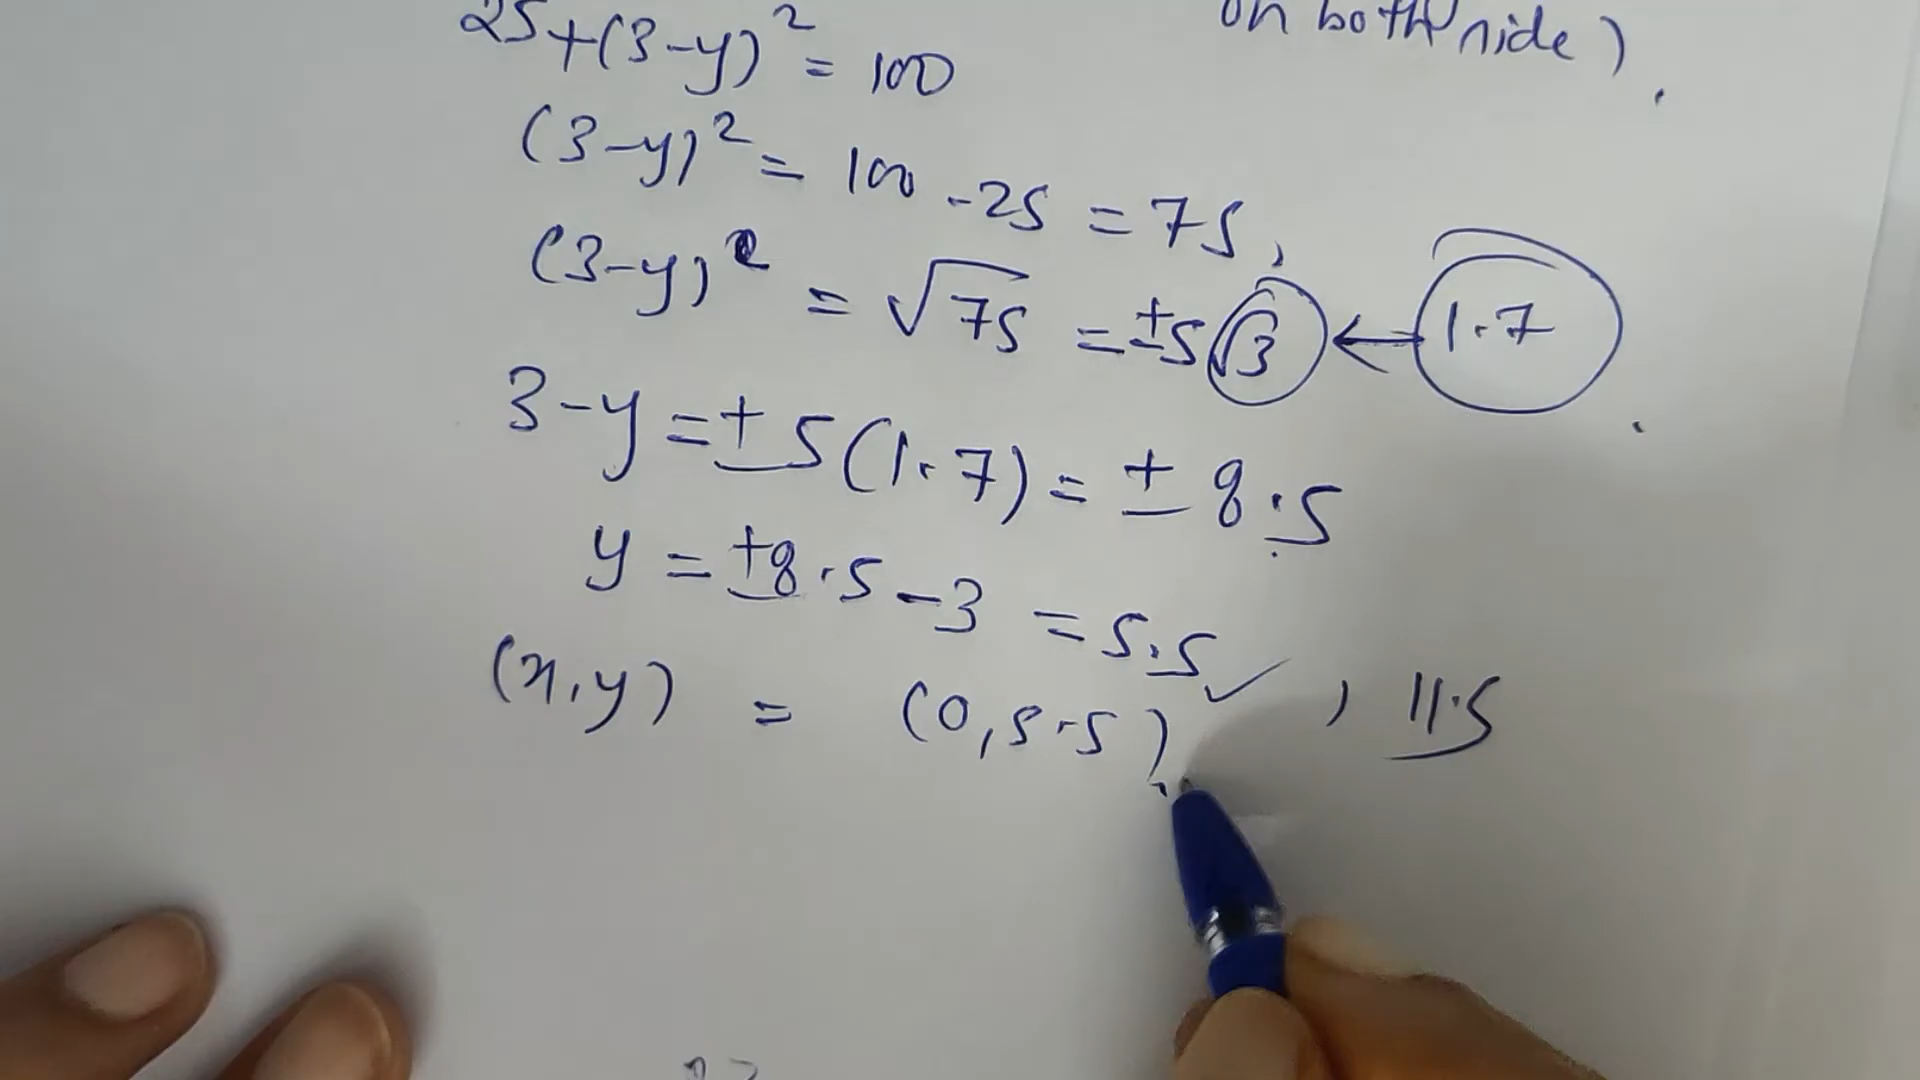 25+(3-y)² = 100
on both side).
(3-y)² = 100 - 25 = 75,
(3-y)² = √75 = ±5√3 ← 1.7
3-y = ±5(1.7) = ±8.5
y = ±8.5 - 3 = 5.5 ✓, 11.5
(x,y) = (0,5.5).